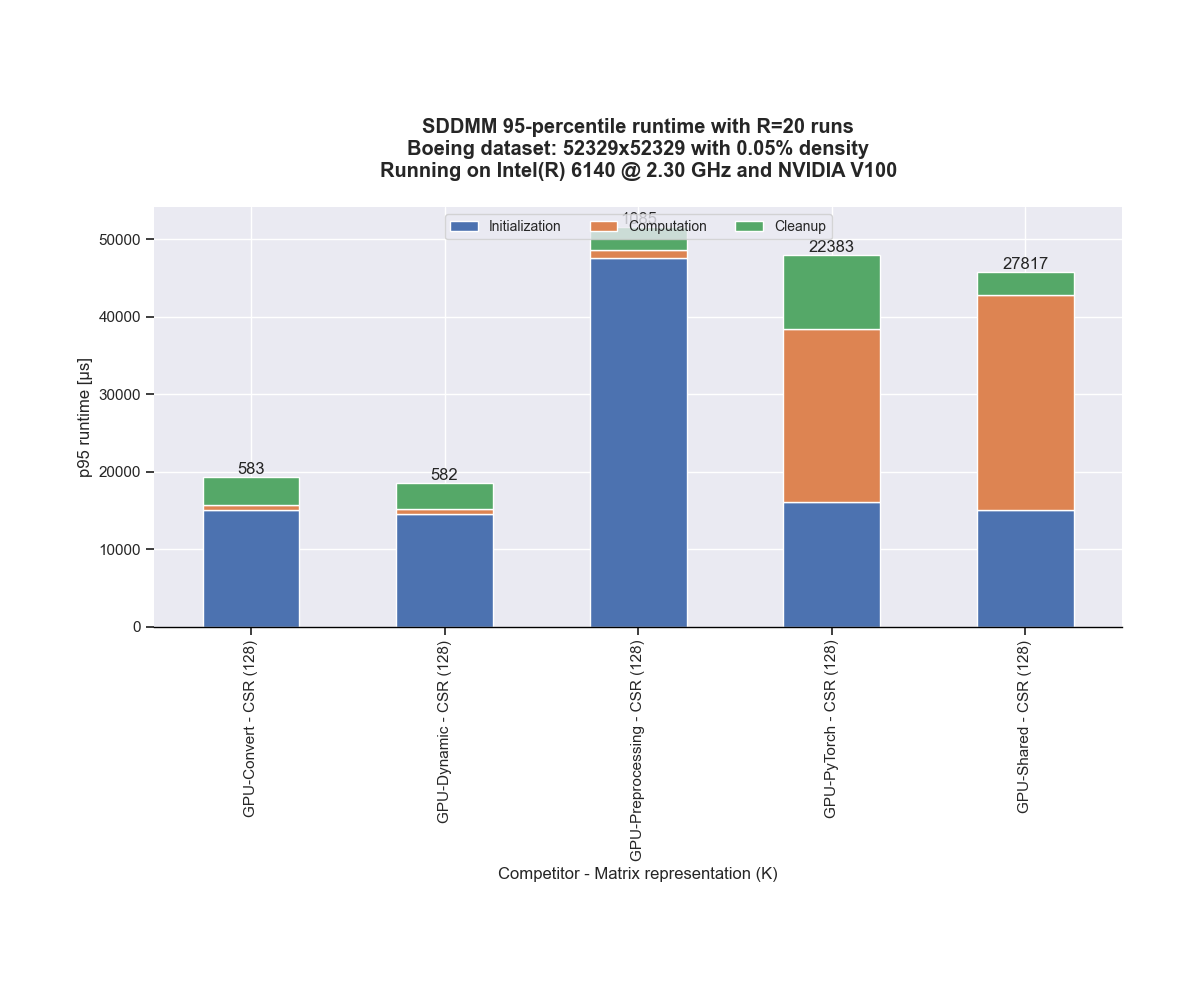 SDDMM 95-percentile runtime with R=20 runs
Boeing dataset: 52329x52329 with 0.05% density
Running on Intel(R) 6140 @ 2.30 GHz and NVIDIA V100
Initialization Computation Cleanup
p95 runtime [µs]
50000
40000
30000
20000
10000
0
583
582
22383
27817
GPU-Convert - CSR (128)
GPU-Dynamic - CSR (128)
GPU-Preprocessing - CSR (128)
GPU-PyTorch - CSR (128)
GPU-Shared - CSR (128)
Competitor - Matrix representation (K)